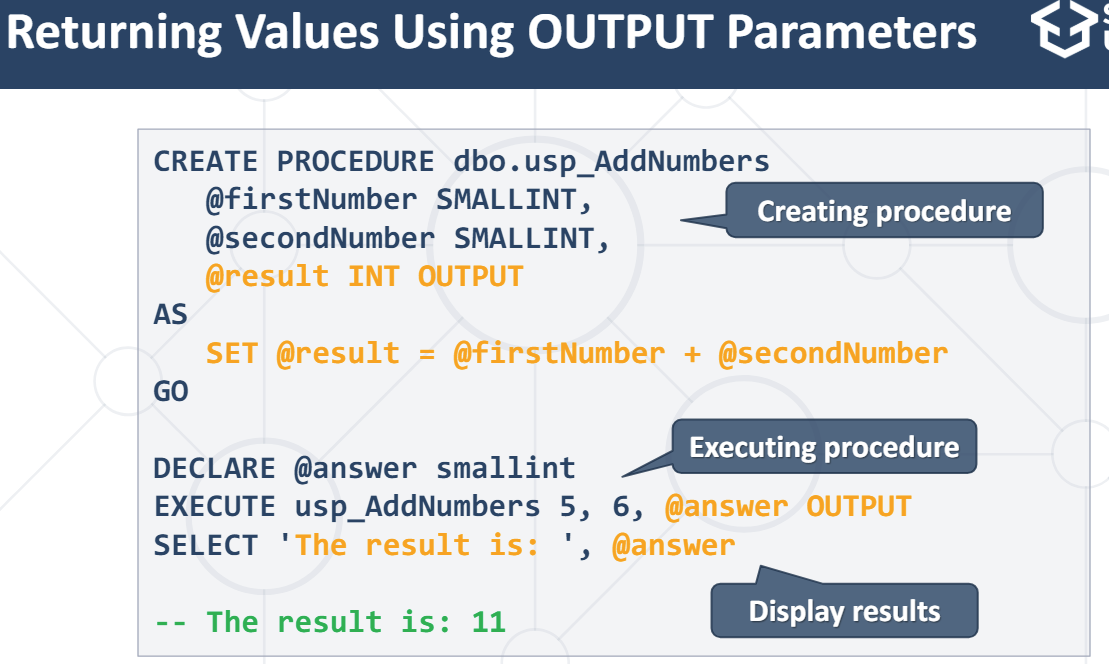 Returning Values Using OUTPUT Parameters
CREATE PROCEDURE dbo.usp_AddNumbers
@firstNumber SMALLINT,
Creating procedure
@secondNumber SMALLINT,
@result INT OUTPUT
AS
SET @result = @firstNumber + @secondNumber
GO
Executing procedure
DECLARE @answer smallint
EXECUTE usp_AddNumbers 5, 6, @answer OUTPUT
SELECT 'The result is: ', @answer
Display results
-- The result is: 11